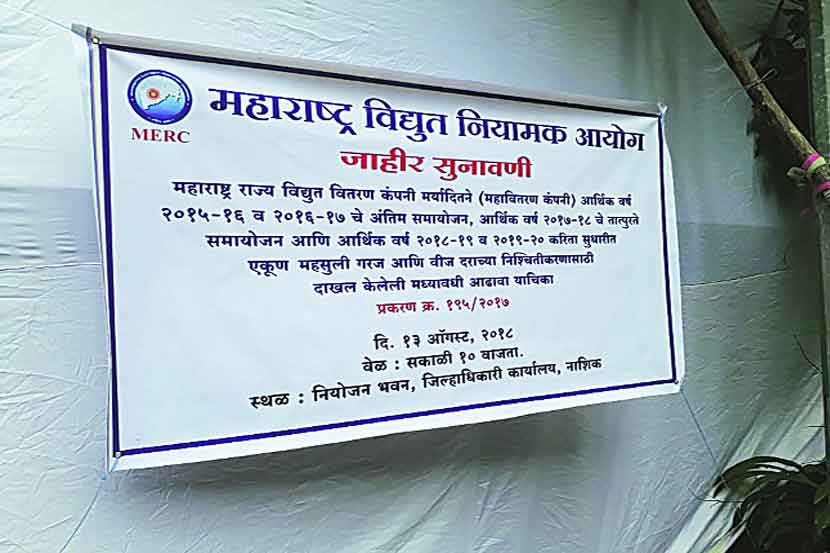 महाराष्ट्र विद्युत नियामक आयोग
MERC
जाहीर सुनावणी
महाराष्ट्र राज्य विद्युत वितरण कंपनी मर्यादितने (महावितरण कंपनी) आर्थिक वर्ष
२०१५-१६ व २०१६-१७ चे अंतिम समायोजन, आर्थिक वर्ष २०१७-१८ चे तात्पुरते
समायोजन आणि आर्थिक वर्ष २०१८-१९ व २०१९-२० करिता सुधारीत
एकूण महसुली गरज आणि वीज दराच्या निश्चितीकरणासाठी
दाखल केलेली मध्यावधी आढावा याचिका
प्रकरण क्र. १९५/२०१७
दि. १३ ऑगस्ट, २०१८
वेळ : सकाळी १० वाजता.
स्थळ : नियोजन भवन, जिल्हाधिकारी कार्यालय, नाशिक